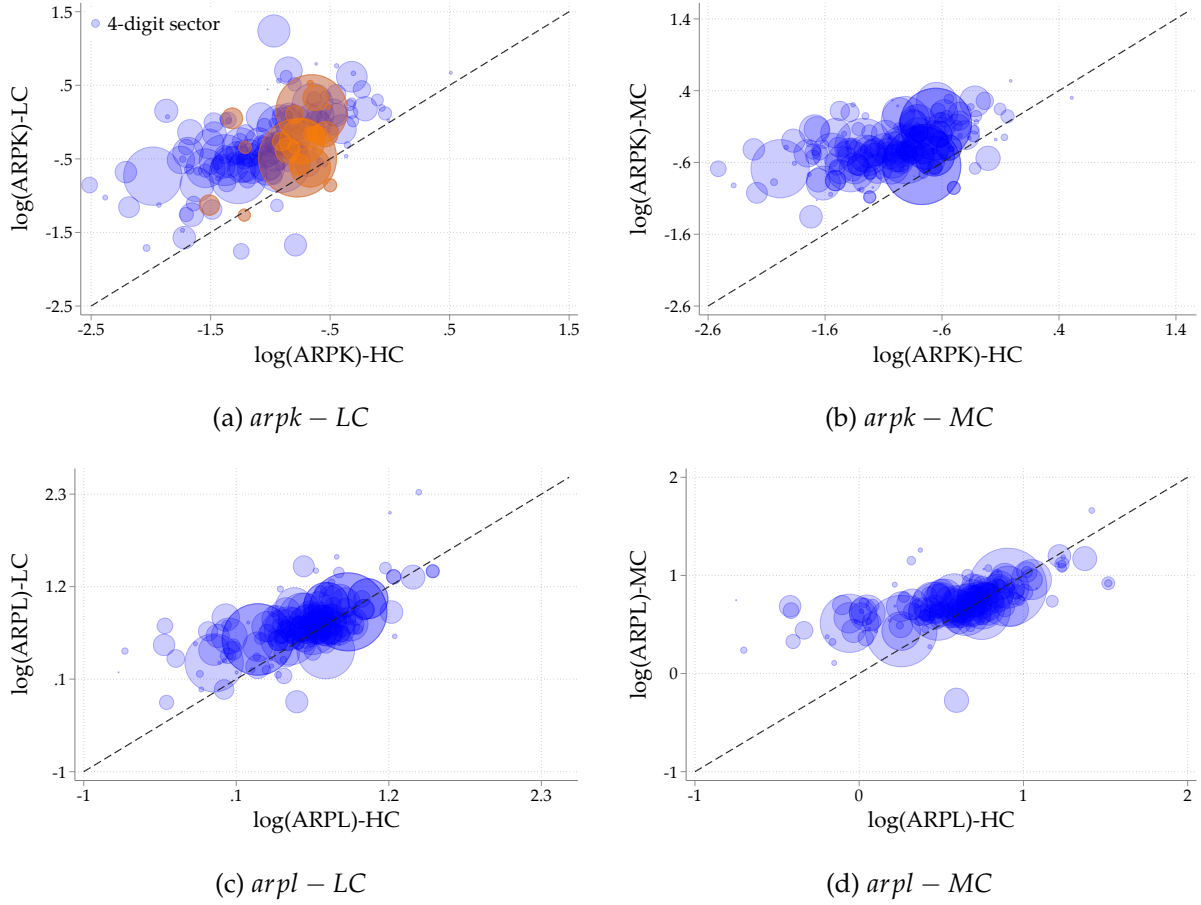 1.5
.5
-.5
-1.5
-2.5
log(ARPK)-LC
4-digit sector
-2.5 -1.5 -.5 .5 1.5
log(ARPK)-HC
(a) arpk − LC
1.4
.4
-.6
-1.6
-2.6
log(ARPK)-MC
-2.6 -1.6 -.6 .4 1.4
log(ARPK)-HC
(b) arpk − MC
2.3
1.2
.1
-1
log(ARPL)-LC
-1 .1 1.2 2.3
log(ARPL)-HC
(c) arpl − LC
2
1
0
-1
log(ARPL)-MC
-1 0 1 2
log(ARPL)-HC
(d) arpl − MC